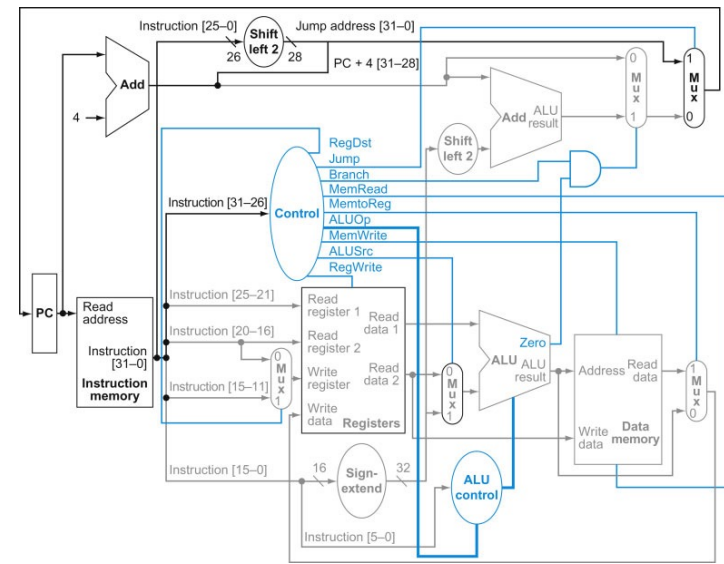 Instruction [25–0]
Jump address [31–0]
Shift
left 2
26
28
PC + 4 [31–28]
Add
4
0
M
u
x
1
1
M
u
x
0
Add
ALU
result
Shift
left 2
RegDst
Jump
Branch
MemRead
MemtoReg
ALUOp
MemWrite
ALUSrc
RegWrite
Instruction [31–26]
Control
PC
Read
address
Instruction
[31–0]
Instruction
memory
Instruction [25–21]
Instruction [20–16]
Instruction [15–11]
0
M
u
x
1
Read
register 1
Read
register 2
Write
register
Write
data
Read
data 1
Read
data 2
Registers
0
M
u
x
1
Zero
ALU
ALU
result
Address
Read
data
Write
data
Data
memory
1
M
u
x
0
Instruction [15–0]
16
Sign-
extend
32
ALU
control
Instruction [5–0]